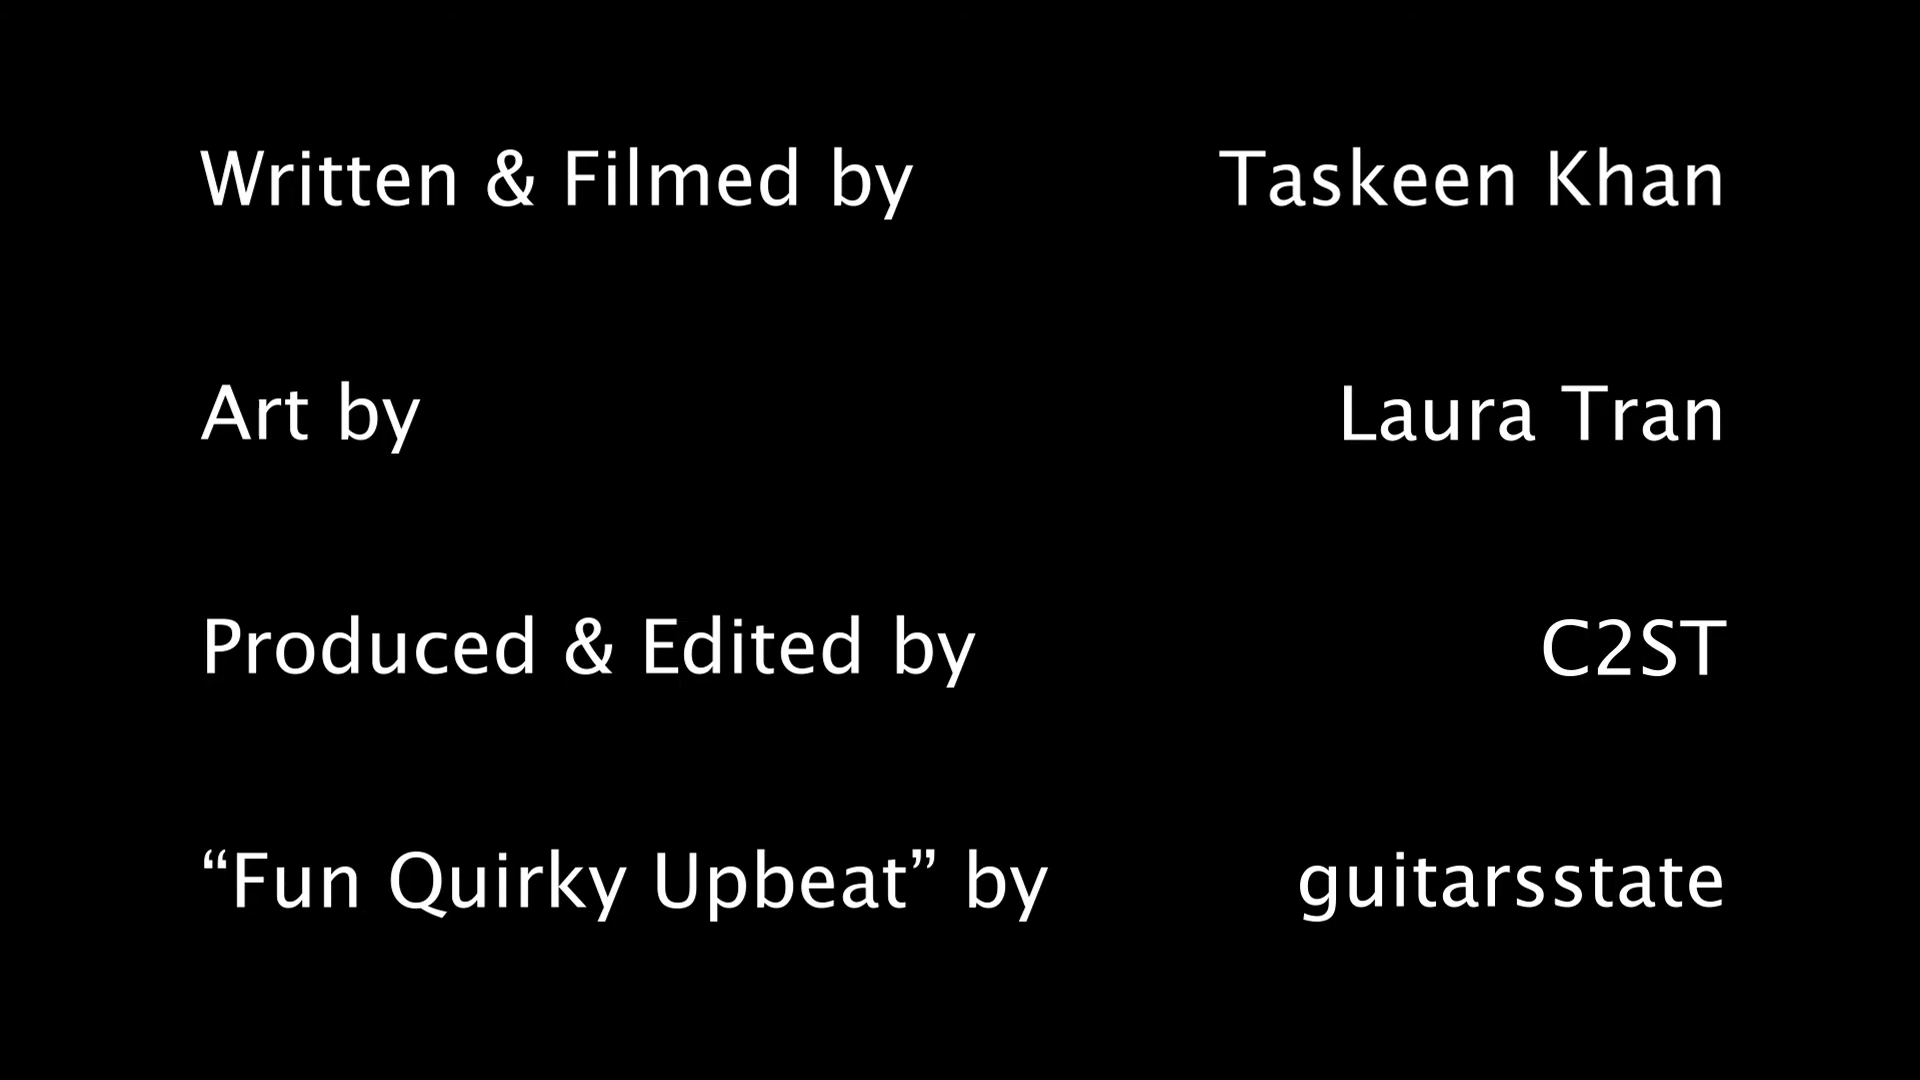 Written & Filmed by Taskeen Khan
Art by Laura Tran
Produced & Edited by C2ST
“Fun Quirky Upbeat” by guitarsstate